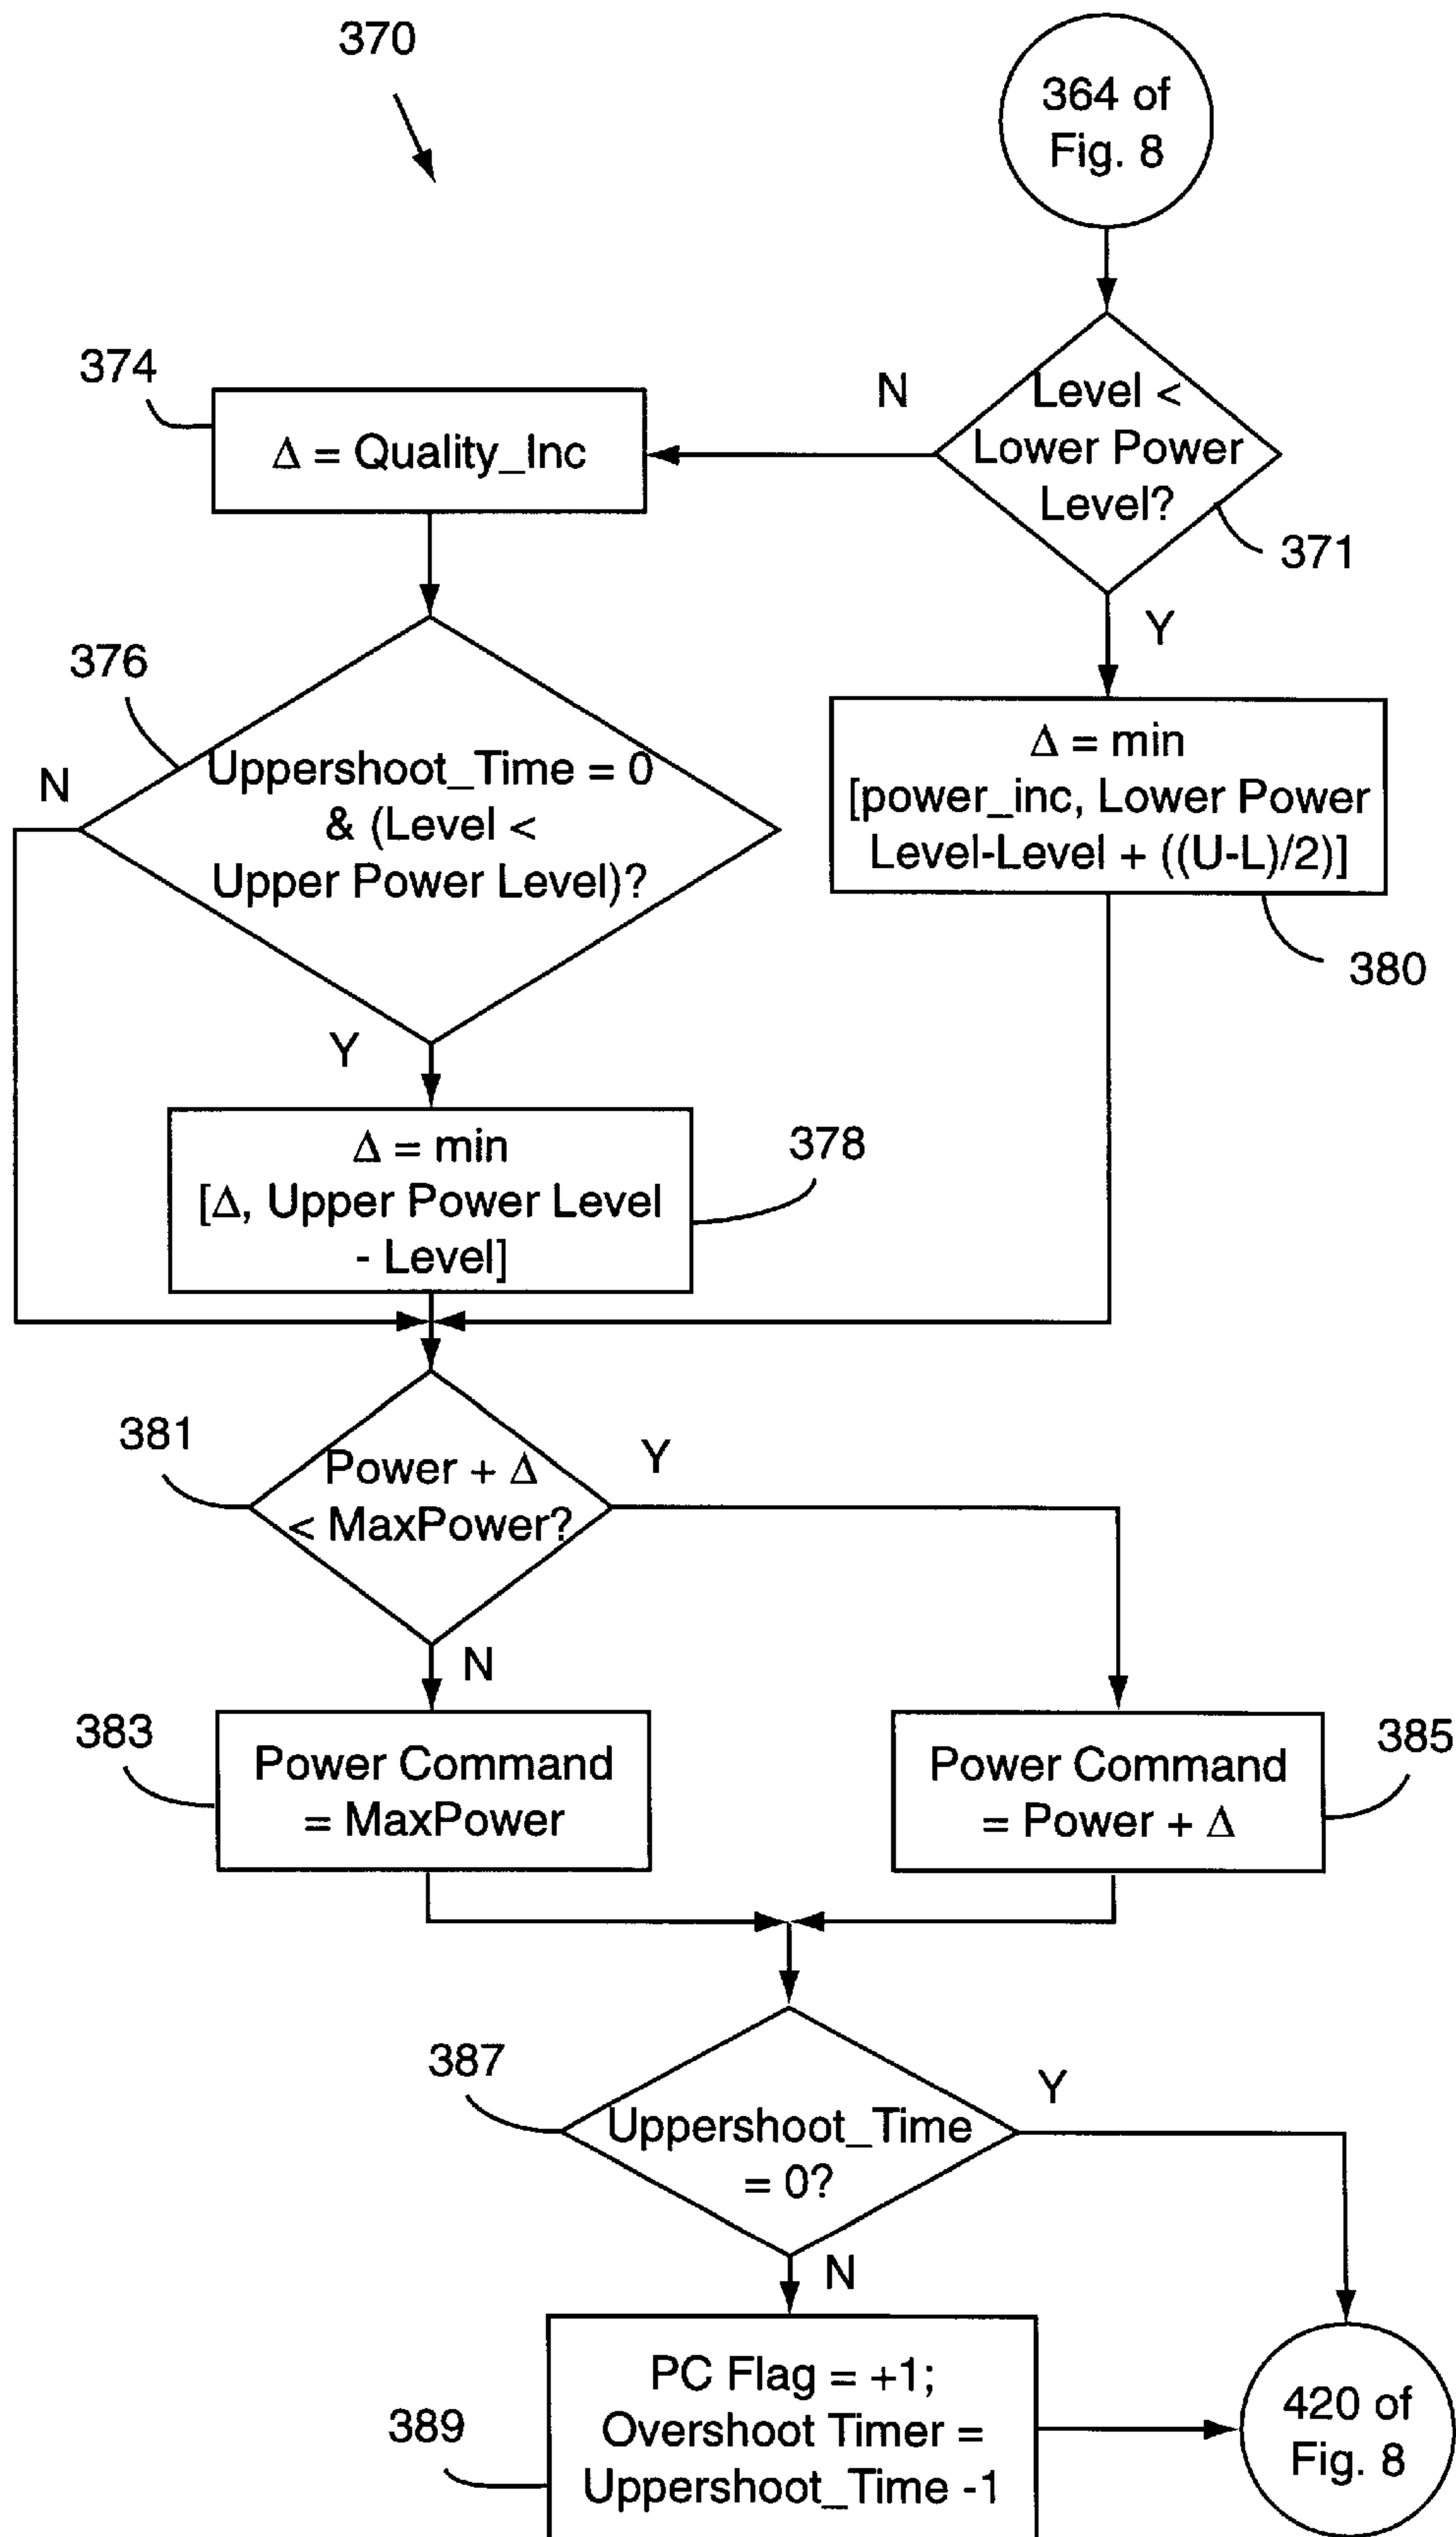 370
364 of
Fig. 8
374
Δ = Quality_Inc
N
Level <
Lower Power
Level?
371
Y
376
N
Uppershoot_Time = 0
& (Level <
Upper Power Level)?
Y
Δ = min
[power_inc, Lower Power
Level-Level + ((U-L)/2)]
380
Δ = min
[Δ, Upper Power Level
- Level]
378
381
Power + Δ
< MaxPower?
Y
N
383
Power Command
= MaxPower
Power Command
= Power + Δ
385
387
Uppershoot_Time
= 0?
Y
N
389
PC Flag = +1;
Overshoot Timer =
Uppershoot_Time -1
420 of
Fig. 8